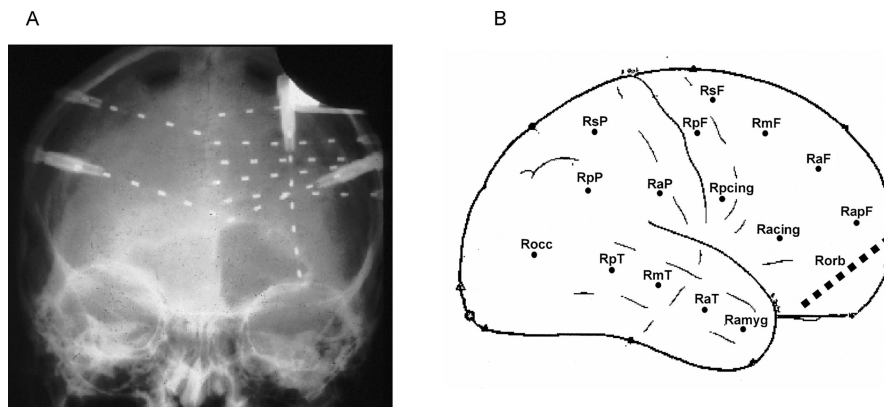 A
B
RsF
RsP
RpF
RmF
RaF
RpP
RaP
Rpcing
RapF
Racing
Rocc
RpT
RmT
Rorb
RaT
Ramyg